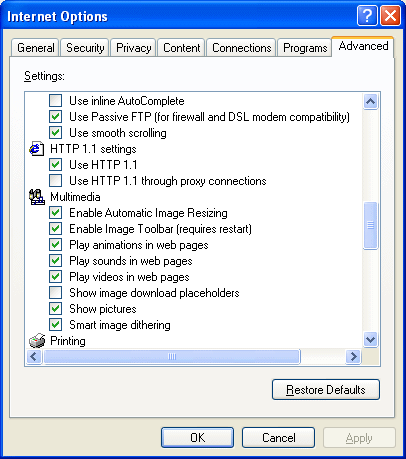 Internet Options
General Security Privacy Content Connections Programs Advanced
Settings:
Use inline AutoComplete
Use Passive FTP (for firewall and DSL modem compatibility)
Use smooth scrolling
HTTP 1.1 settings
Use HTTP 1.1
Use HTTP 1.1 through proxy connections
Multimedia
Enable Automatic Image Resizing
Enable Image Toolbar (requires restart)
Play animations in web pages
Play sounds in web pages
Play videos in web pages
Show image download placeholders
Show pictures
Smart image dithering
Printing
Restore Defaults
OK Cancel Apply